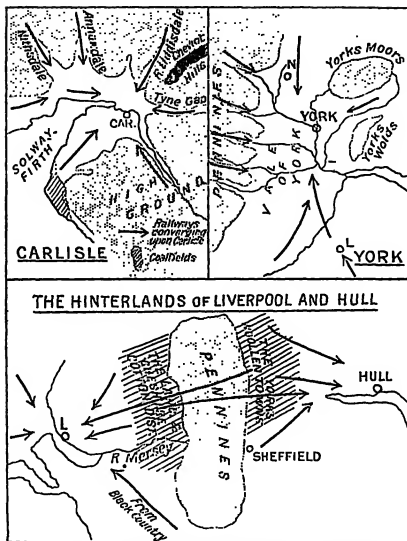 Nithsdale
Annandale
R. Liddisdale
Cheviot
Hills
Tyne Gap
CAR.
SOLWAY-
FIRTH
HIGH
GROUND
Railways
converging
upon Carlisle
Coalfields
CARLISLE
N
Yorks Moors
YORK
PENNINES
VALE
OF
YORK
Yorks
Wolds
L
YORK
THE HINTERLANDS OF LIVERPOOL AND HULL
L
PENNINES
HULL
R. Mersey
SHEFFIELD
From
Black Country